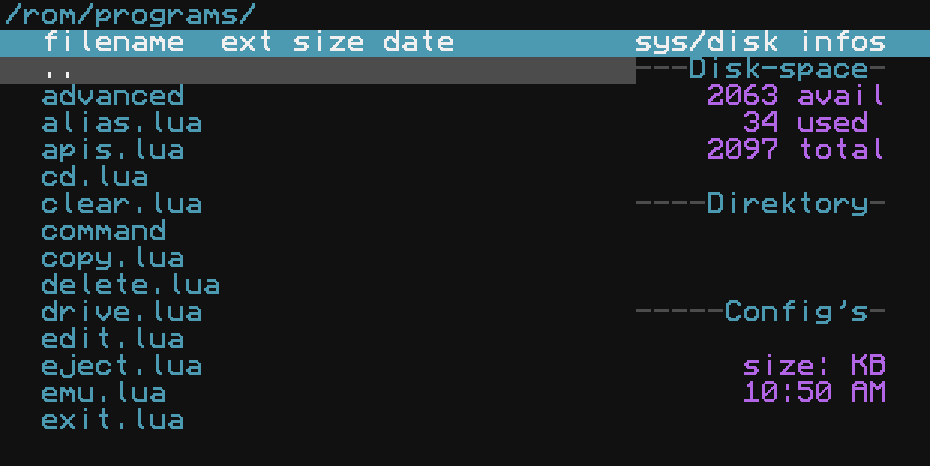 /rom/programs/
filename ext size date sys/disk infos
.. ---Disk-space-
advanced 2063 avail
alias.lua 34 used
apis.lua 2097 total
cd.lua
clear.lua ----Direktory-
command
copy.lua
delete.lua
drive.lua -----Config's-
edit.lua
eject.lua size: KB
emu.lua 10:50 AM
exit.lua